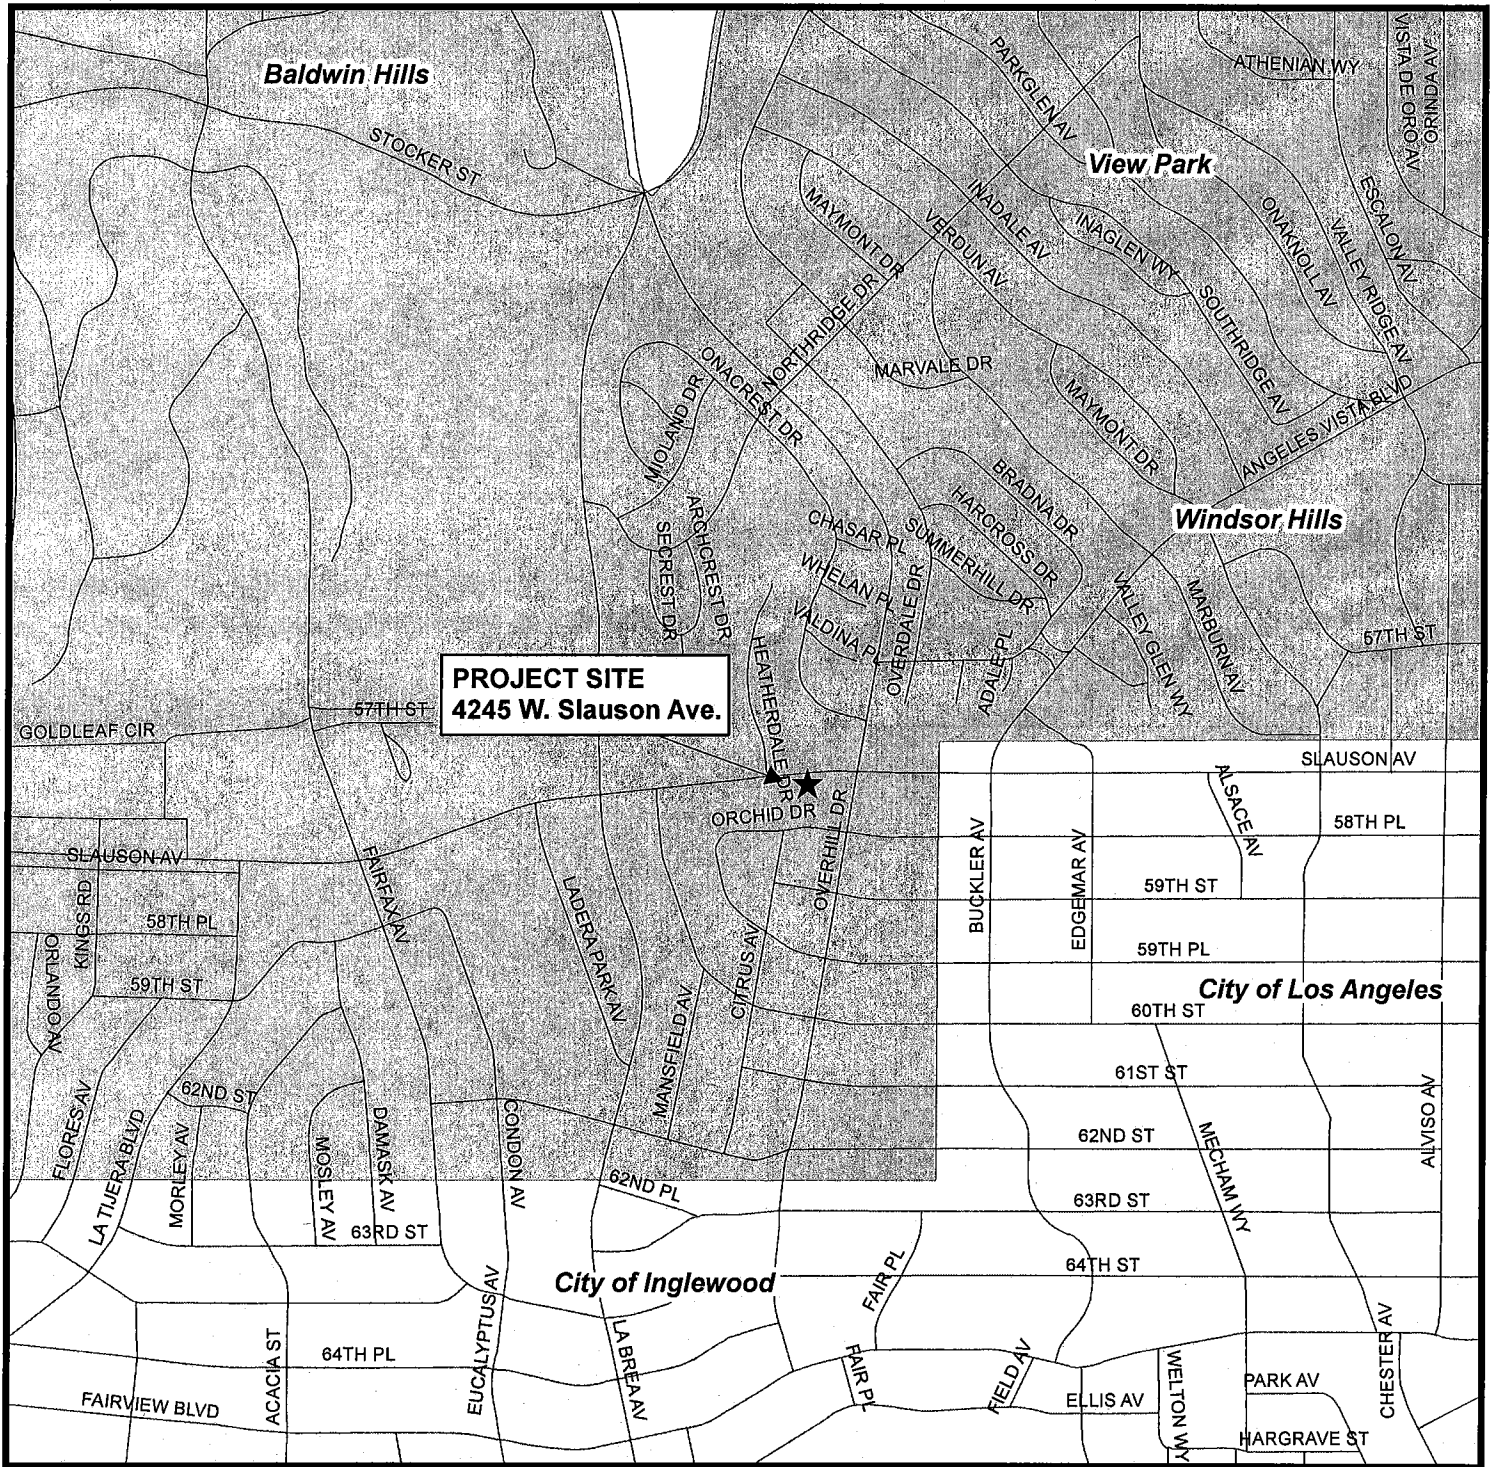 VISTA DE ORO AV
ORINDA AV
PARKGLEN AV
ATHENIAN WY
Baldwin Hills
STOCKER ST
View Park
ESCALON AV
MAYMONT DR
VERDUN AV
INADALE AV
INAGLEN WY
ONAKNOLL AV
VALLEY RIDGE AV
SOUTHRIDGE AV
NORTHRIDGE DR
ONACREST DR
MARVALE DR
MIOLAND DR
MAYMONT DR
ANGELES VISTA BLVD
BRADNA DR
HARCROSS DR
Windsor Hills
ARCHCREST DR
SECREST DR
CHASAR PL
SUMMERHILL DR
WHELAN PL
OVERDALE DR
VALDINA PL
VALLEY GLEN WY
MARBURN AV
57TH ST
HEATHERDALE DR
ADALE PL
PROJECT SITE
4245 W. Slauson Ave.
57TH ST
GOLDLEAF CIR
SLAUSON AV
ORCHID DR
OVERHILL DR
ALSACE AV
58TH PL
BUCKLER AV
EDGEMAR AV
SLAUSON AV
FAIRFAX AV
KINGS RD
58TH PL
59TH ST
LADERA PARK AV
CITRUS AV
59TH PL
ORLANDO AV
59TH ST
City of Los Angeles
MANSFIELD AV
60TH ST
61ST ST
62ND ST
FLORES AV
LA TIJERA BLVD
MORLEY AV
MOSLEY AV
DAMASK AV
CONDON AV
62ND ST
MECHAM WY
ALVISO AV
62ND PL
63RD ST
63RD ST
City of Inglewood
FAIR PL
64TH ST
EUCALYPTUS AV
LA BREA AV
ACACIA ST
64TH PL
FAIRVIEW BLVD
FAIR PL
FIELD AV
ELLIS AV
WELTON WY
PARK AV
CHESTER AV
HARGRAVE ST